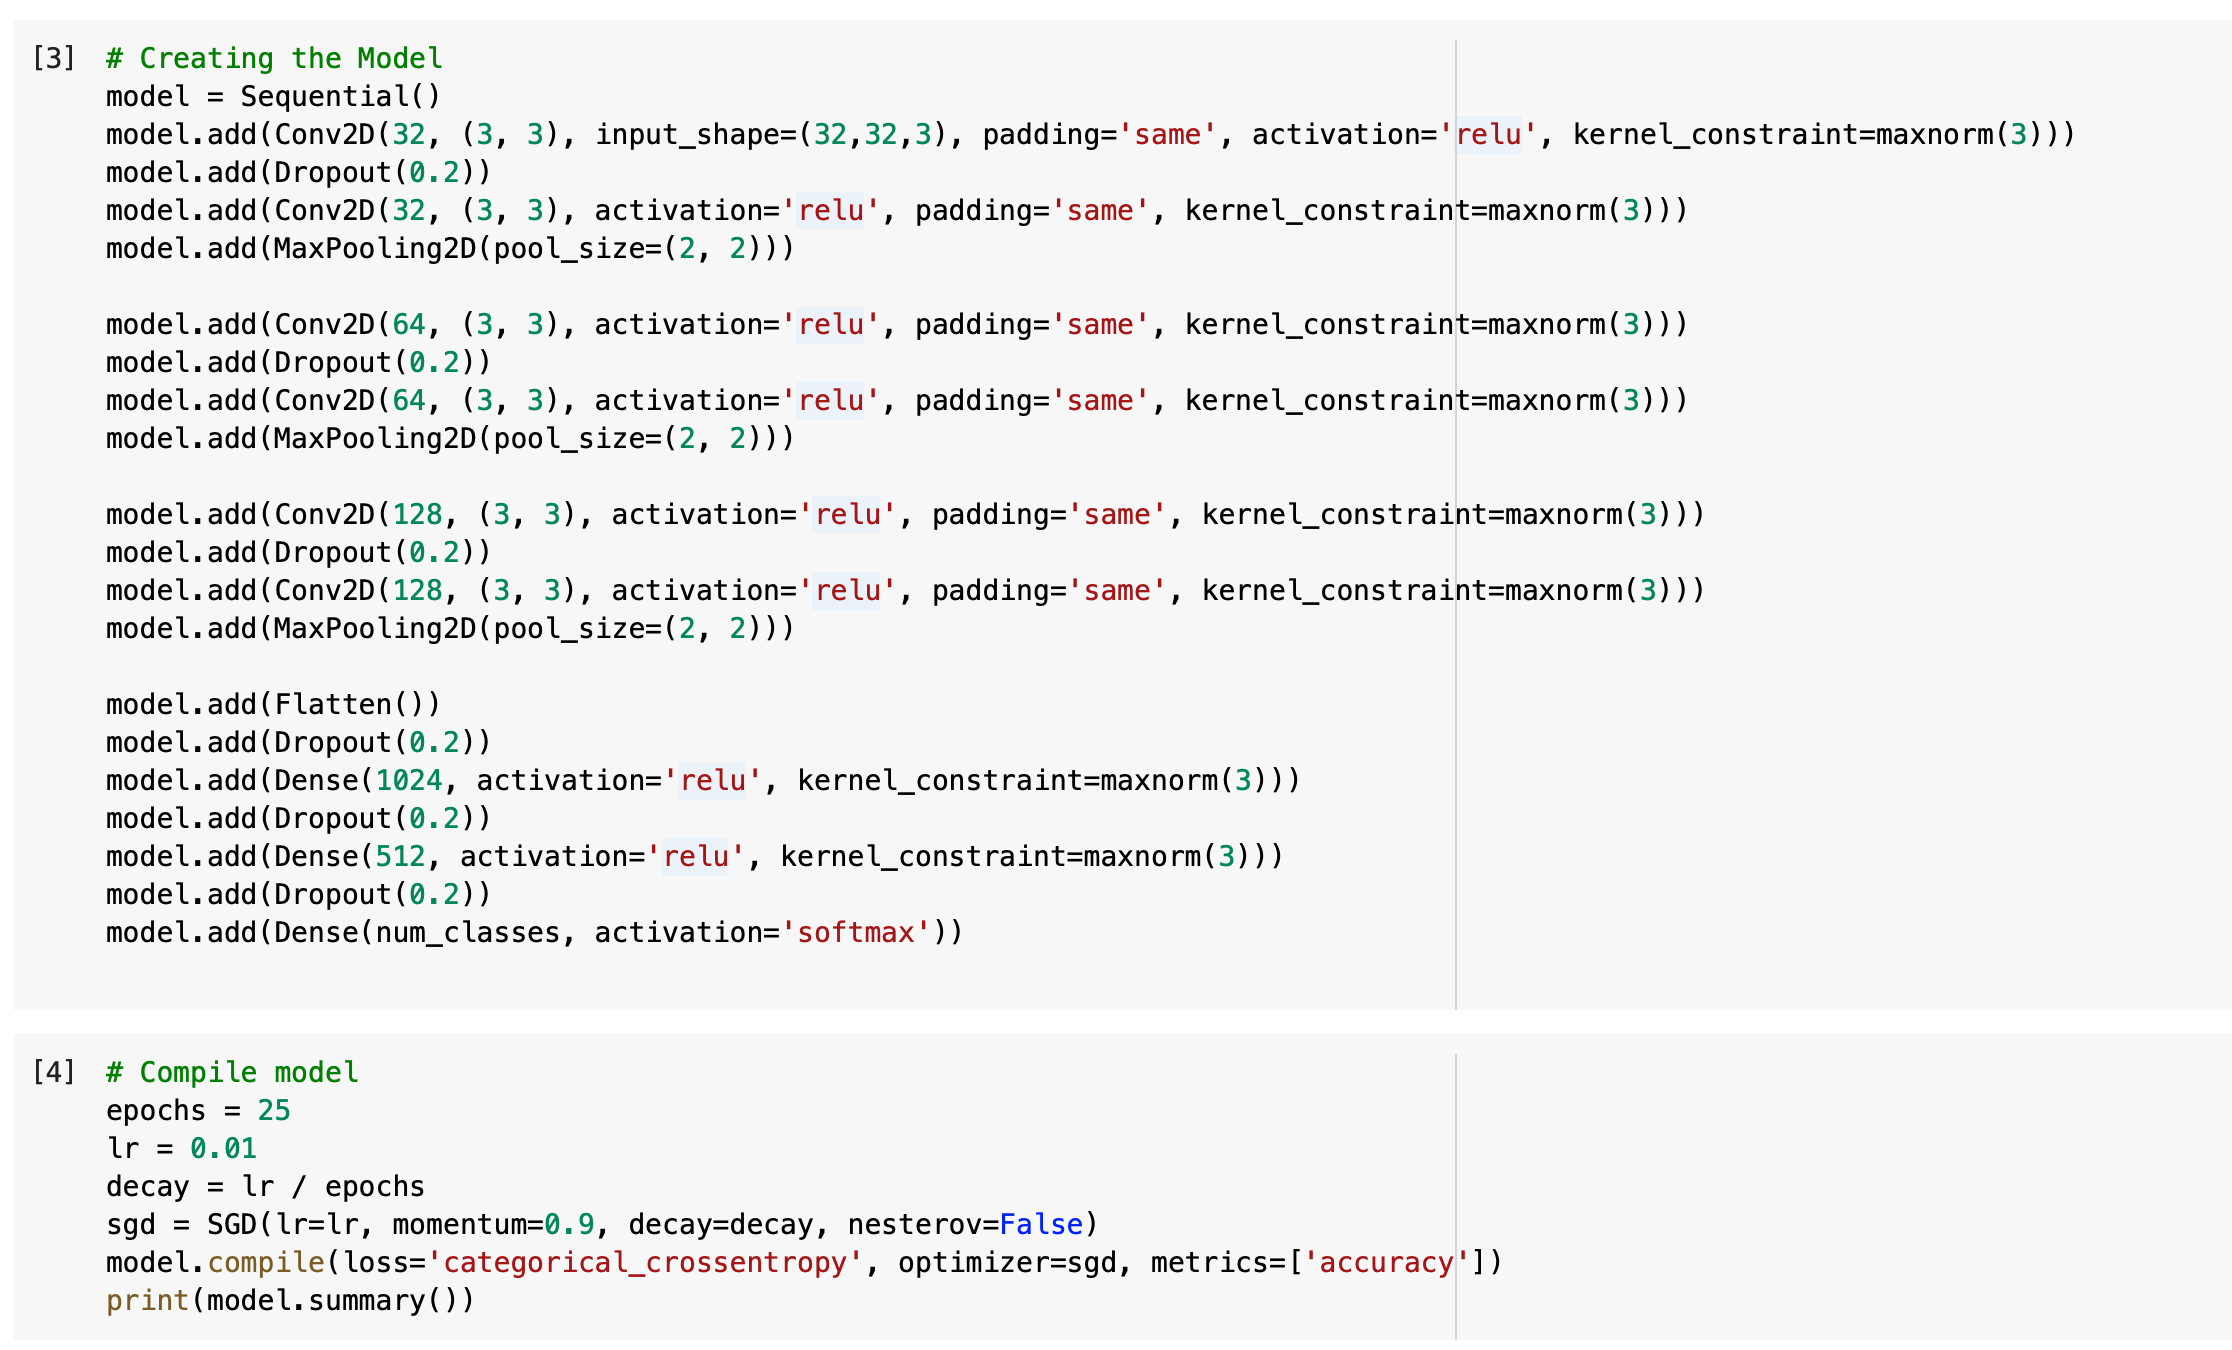 [3] # Creating the Model
model = Sequential()
model.add(Conv2D(32, (3, 3), input_shape=(32,32,3), padding='same', activation='relu', kernel_constraint=maxnorm(3)))
model.add(Dropout(0.2))
model.add(Conv2D(32, (3, 3), activation='relu', padding='same', kernel_constraint=maxnorm(3)))
model.add(MaxPooling2D(pool_size=(2, 2)))
model.add(Conv2D(64, (3, 3), activation='relu', padding='same', kernel_constraint=maxnorm(3)))
model.add(Dropout(0.2))
model.add(Conv2D(64, (3, 3), activation='relu', padding='same', kernel_constraint=maxnorm(3)))
model.add(MaxPooling2D(pool_size=(2, 2)))
model.add(Conv2D(128, (3, 3), activation='relu', padding='same', kernel_constraint=maxnorm(3)))
model.add(Dropout(0.2))
model.add(Conv2D(128, (3, 3), activation='relu', padding='same', kernel_constraint=maxnorm(3)))
model.add(MaxPooling2D(pool_size=(2, 2)))
model.add(Flatten())
model.add(Dropout(0.2))
model.add(Dense(1024, activation='relu', kernel_constraint=maxnorm(3)))
model.add(Dropout(0.2))
model.add(Dense(512, activation='relu', kernel_constraint=maxnorm(3)))
model.add(Dropout(0.2))
model.add(Dense(num_classes, activation='softmax'))
[4] # Compile model
epochs = 25
lr = 0.01
decay = lr / epochs
sgd = SGD(lr=lr, momentum=0.9, decay=decay, nesterov=False)
model.compile(loss='categorical_crossentropy', optimizer=sgd, metrics=['accuracy'])
print(model.summary())